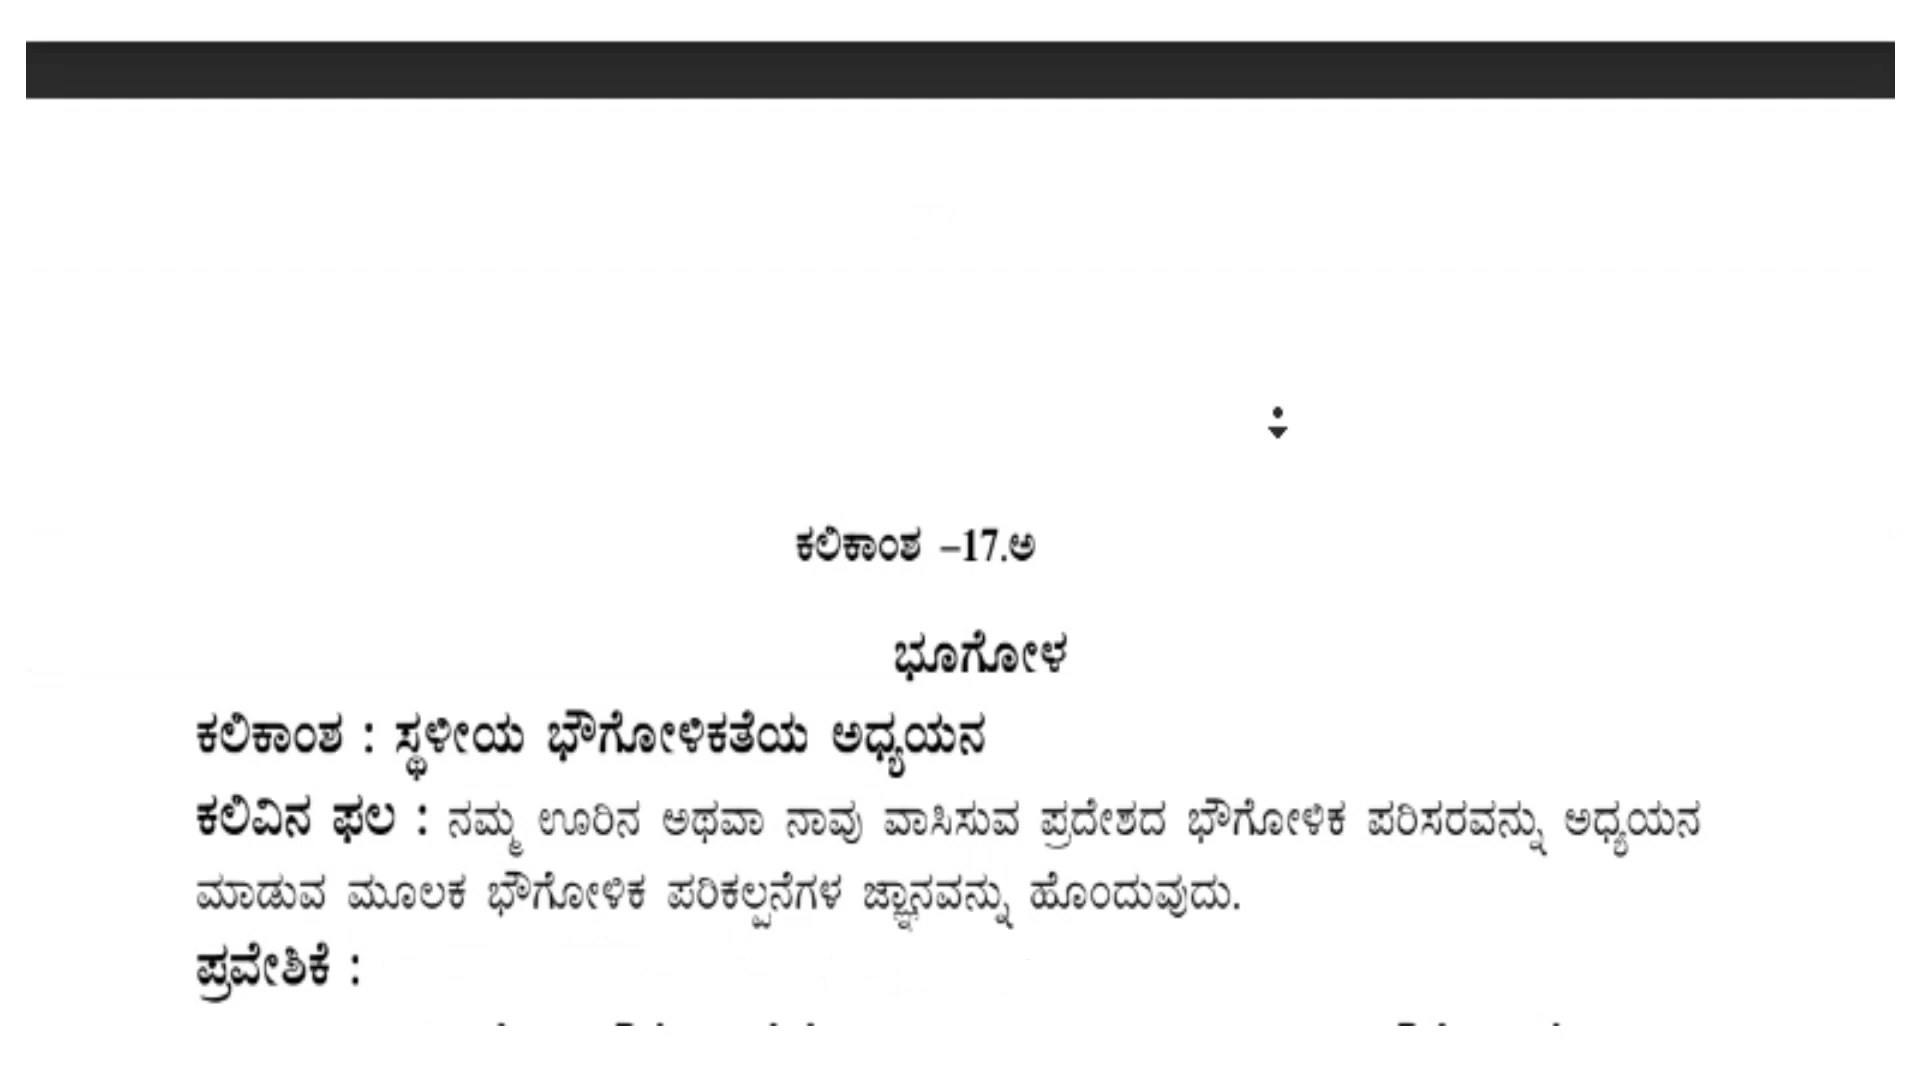 ಕಲಿಕಾಂಶ –17.ಅ
ಭೂಗೋಳ
ಕಲಿಕಾಂಶ : ಸ್ಥಳೀಯ ಭೌಗೋಳಿಕತೆಯ ಅಧ್ಯಯನ
ಕಲಿವಿನ ಫಲ : ನಮ್ಮ ಊರಿನ ಅಥವಾ ನಾವು ವಾಸಿಸುವ ಪ್ರದೇಶದ ಭೌಗೋಳಿಕ ಪರಿಸರವನ್ನು ಅಧ್ಯಯನ
ಮಾಡುವ ಮೂಲಕ ಭೌಗೋಳಿಕ ಪರಿಕಲ್ಪನೆಗಳ ಜ್ಞಾನವನ್ನು ಹೊಂದುವುದು.
ಪ್ರವೇಶಿಕೆ :